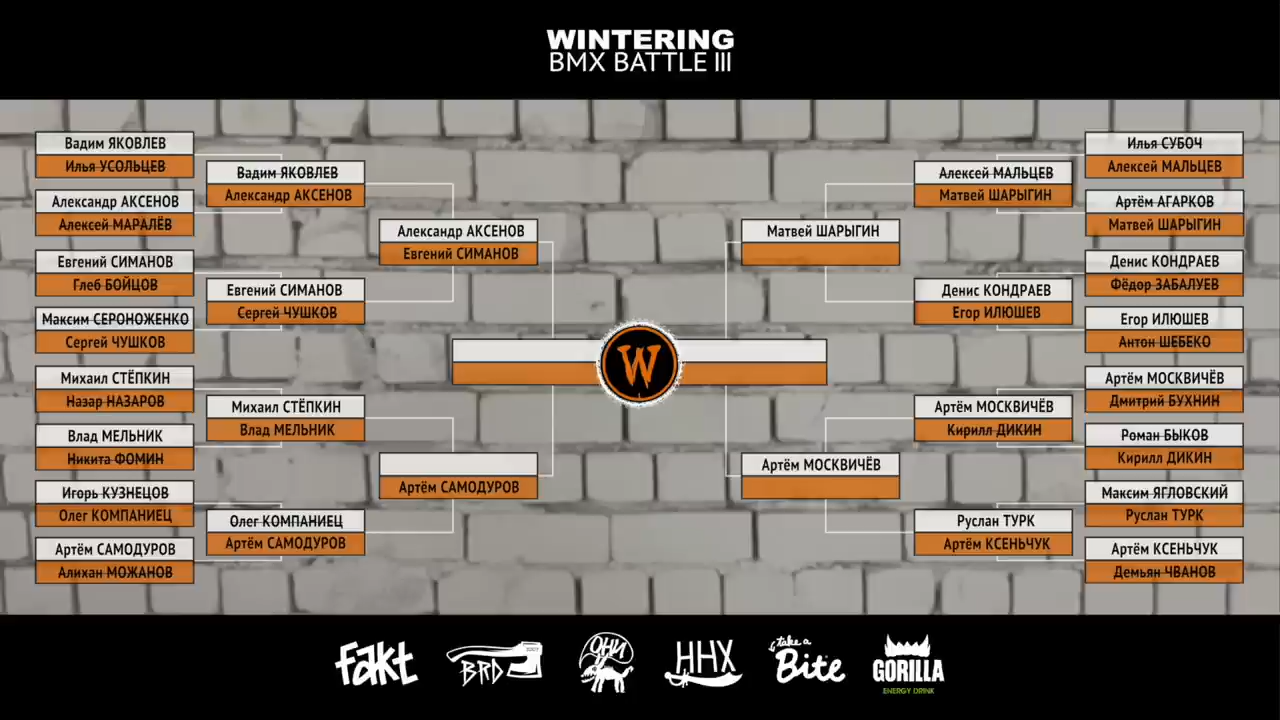 WINTERING
BMX BATTLE III
Вадим ЯКОВЛЕВ
Илья УСОЛЬЦЕВ
Александр АКСЕНОВ
Алексей МАРАЛЁВ
Евгений СИМАНОВ
Глеб БОЙЦОВ
Максим СЕРОНОЖЕНКО
Сергей ЧУШКОВ
Михаил СТЁПКИН
Назар НАЗАРОВ
Влад МЕЛЬНИК
Никита ФОМИН
Игорь КУЗНЕЦОВ
Олег КОМПАНИЕЦ
Артём САМОДУРОВ
Алихан МОЖАНОВ
Вадим ЯКОВЛЕВ
Александр АКСЕНОВ
Евгений СИМАНОВ
Сергей ЧУШКОВ
Михаил СТЁПКИН
Влад МЕЛЬНИК
Олег КОМПАНИЕЦ
Артём САМОДУРОВ
Александр АКСЕНОВ
Евгений СИМАНОВ
Артём САМОДУРОВ
W
Матвей ШАРЫГИН
Артём МОСКВИЧЁВ
Алексей МАЛЬЦЕВ
Матвей ШАРЫГИН
Денис КОНДРАЕВ
Егор ИЛЮШЕВ
Артём МОСКВИЧЁВ
Кирилл ДИКИН
Руслан ТУРК
Артём КСЕНЬЧУК
Илья СУБОЧ
Алексей МАЛЬЦЕВ
Артём АГАРКОВ
Матвей ШАРЫГИН
Денис КОНДРАЕВ
Фёдор ЗАБАЛУЕВ
Егор ИЛЮШЕВ
Антон ШЕБЕКО
Артём МОСКВИЧЁВ
Дмитрий БУХНИН
Роман БЫКОВ
Кирилл ДИКИН
Максим ЯГЛОВСКИЙ
Руслан ТУРК
Артём КСЕНЬЧУК
Демьян ЧВАНОВ
fakt
BRD
ОНИ
HHX
take a
Bite
GORILLA
ENERGY DRINK